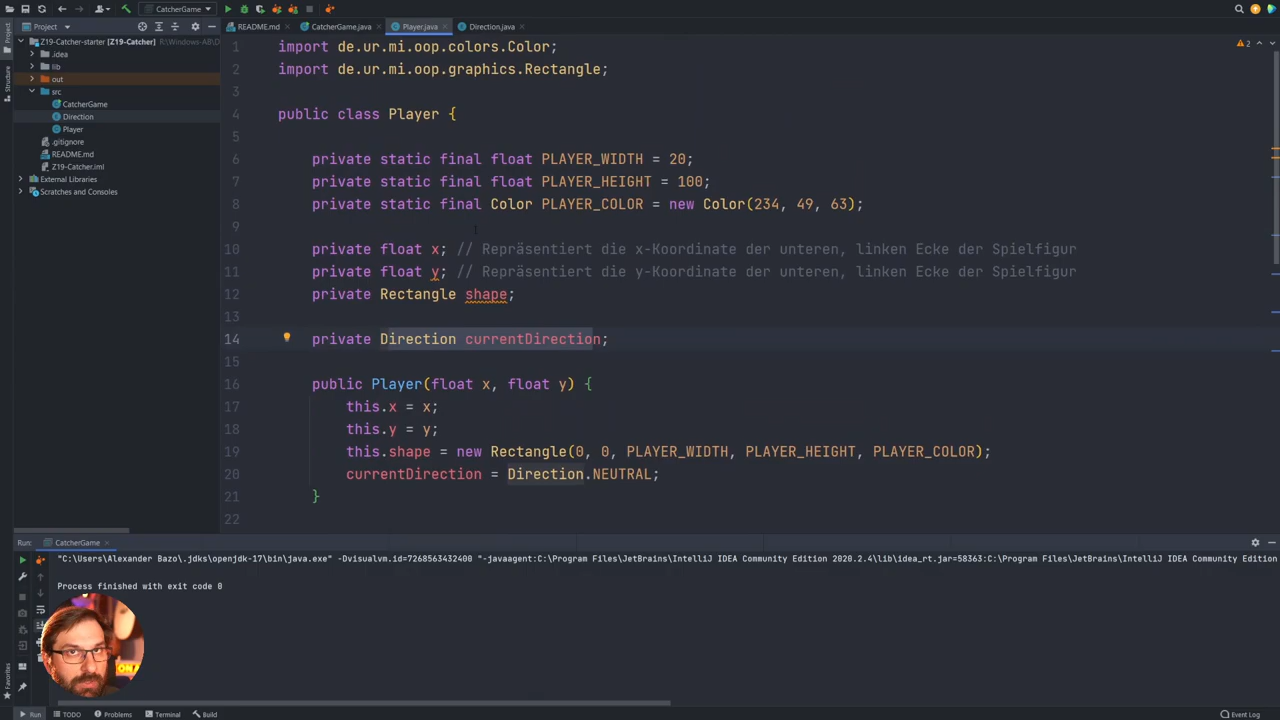 CatcherGame
Project
README.md
CatcherGame.java
Player.java
Direction.java
Z19-Catcher-starter [Z19-Catcher] R:\Windows-AB\D
.idea
lib
out
src
CatcherGame
Direction
Player
.gitignore
README.md
Z19-Catcher.iml
External Libraries
Scratches and Consoles
Project
Structure
Favorites
2
1 import de.ur.mi.oop.colors.Color;
2 import de.ur.mi.oop.graphics.Rectangle;
3
4 public class Player {
5
6 private static final float PLAYER_WIDTH = 20;
7 private static final float PLAYER_HEIGHT = 100;
8 private static final Color PLAYER_COLOR = new Color(234, 49, 63);
9
10 private float x; // Repräsentiert die x-Koordinate der unteren, linken Ecke der Spielfigur
11 private float y; // Repräsentiert die y-Koordinate der unteren, linken Ecke der Spielfigur
12 private Rectangle shape;
13
14 private Direction currentDirection;
15
16 public Player(float x, float y) {
17 this.x = x;
18 this.y = y;
19 this.shape = new Rectangle(0, 0, PLAYER_WIDTH, PLAYER_HEIGHT, PLAYER_COLOR);
20 currentDirection = Direction.NEUTRAL;
21 }
22
Run: CatcherGame
"C:\Users\Alexander Bazo\.jdks\openjdk-17\bin\java.exe" -Dvisualvm.id=7268563432400 "-javaagent:C:\Program Files\JetBrains\IntelliJ IDEA Community Edition 2020.2.4\lib\idea_rt.jar=58363:C:\Program Files\JetBrains\IntelliJ IDEA Community Edition
Process finished with exit code 0
Run
TODO
Problems
Terminal
Build
Event Log